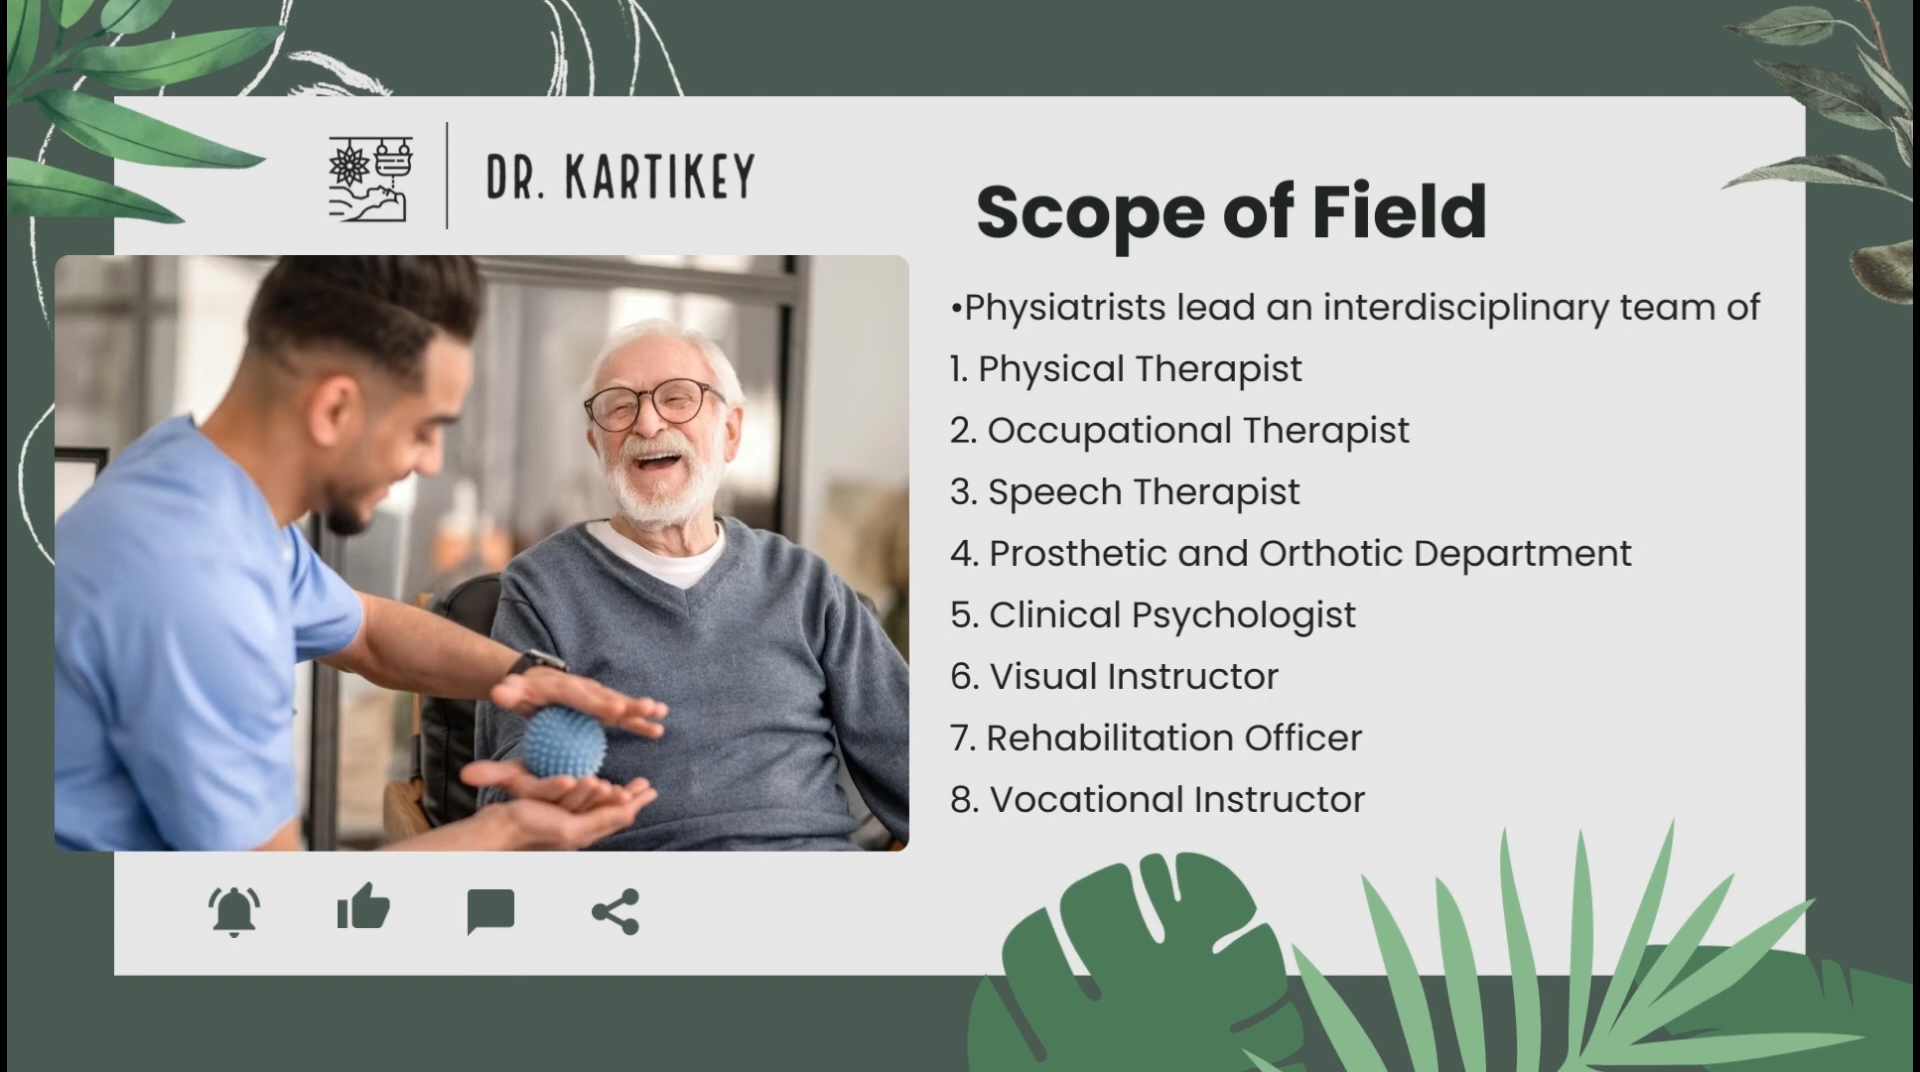 DR. KARTIKEY
Scope of Field
•Physiatrists lead an interdisciplinary team of
1. Physical Therapist
2. Occupational Therapist
3. Speech Therapist
4. Prosthetic and Orthotic Department
5. Clinical Psychologist
6. Visual Instructor
7. Rehabilitation Officer
8. Vocational Instructor